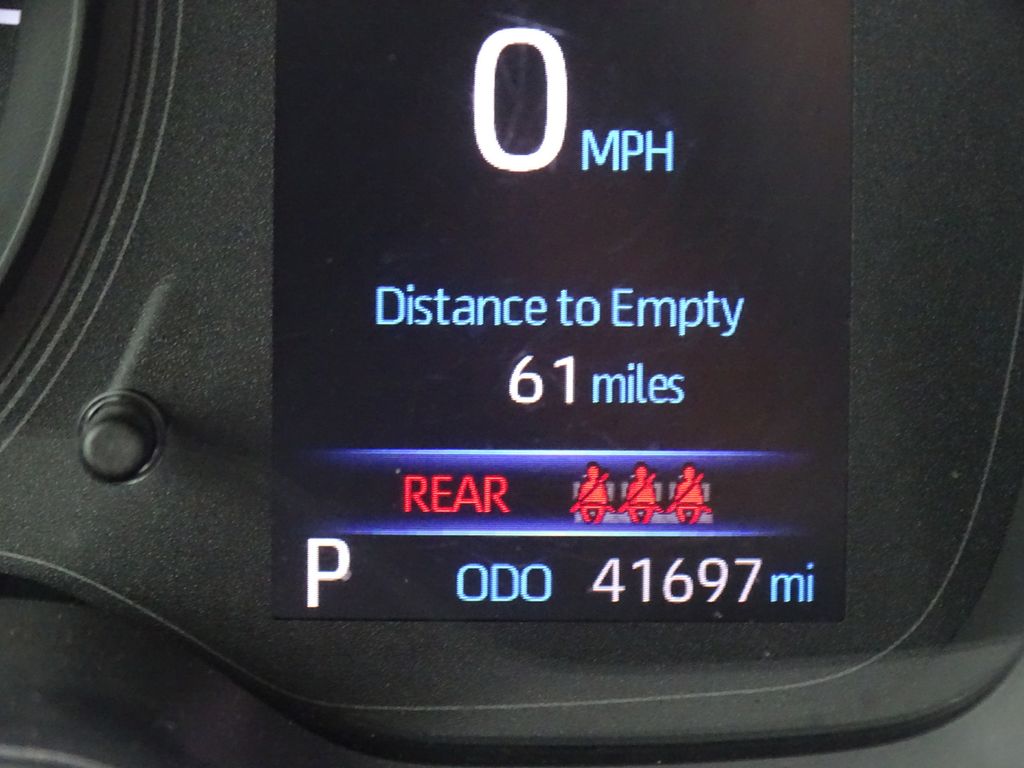 0 MPH
Distance to Empty
61 miles
REAR
P ODO 41697 mi